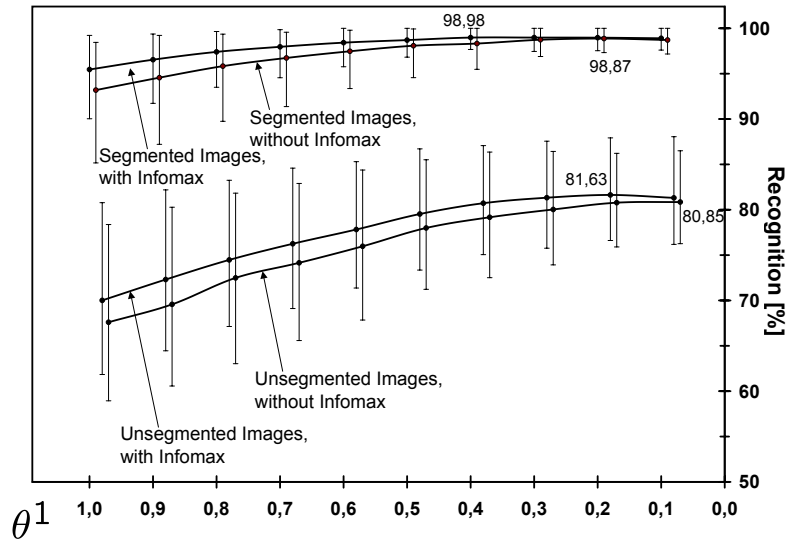 98,98
100
98,87
Segmented Images,
without Infomax
90
Segmented Images,
with Infomax
81,63
80
80,85
Recognition [%]
70
Unsegmented Images,
without Infomax
60
Unsegmented Images,
with Infomax
50
θ1 1,0 0,9 0,8 0,7 0,6 0,5 0,4 0,3 0,2 0,1 0,0